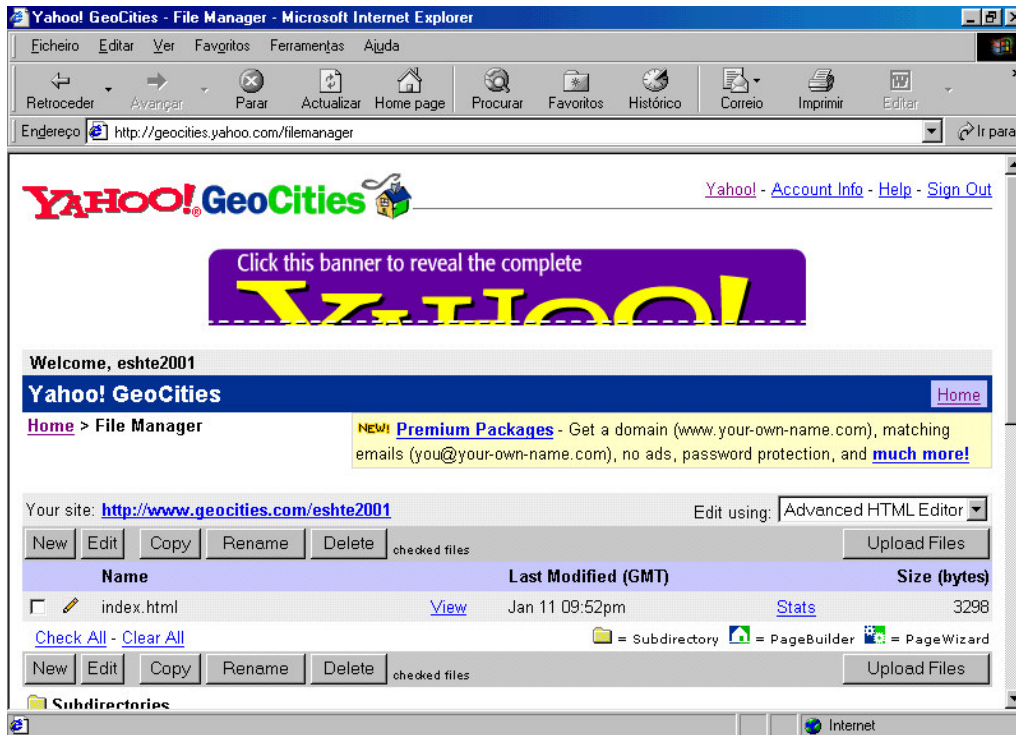 Yahoo! GeoCities - File Manager - Microsoft Internet Explorer
Ficheiro Editar Ver Favoritos Ferramentas Ajuda
Retroceder Avançar Parar Actualizar Home page Procurar Favoritos Histórico Correio Imprimir Editar
Endereço http://geocities.yahoo.com/filemanager Ir para
YAHOO! GeoCities
Yahoo! - Account Info - Help - Sign Out
Click this banner to reveal the complete
YAHOO!
Welcome, eshte2001
Yahoo! GeoCities Home
Home > File Manager
NEW! Premium Packages - Get a domain (www.your-own-name.com), matching
emails (you@your-own-name.com), no ads, password protection, and much more!
Your site: http://www.geocities.com/eshte2001 Edit using: Advanced HTML Editor
New Edit Copy Rename Delete checked files Upload Files
Name Last Modified (GMT) Size (bytes)
index.html View Jan 11 09:52pm Stats 3298
Check All - Clear All = Subdirectory = PageBuilder = PageWizard
New Edit Copy Rename Delete checked files Upload Files
Subdirectories
Internet